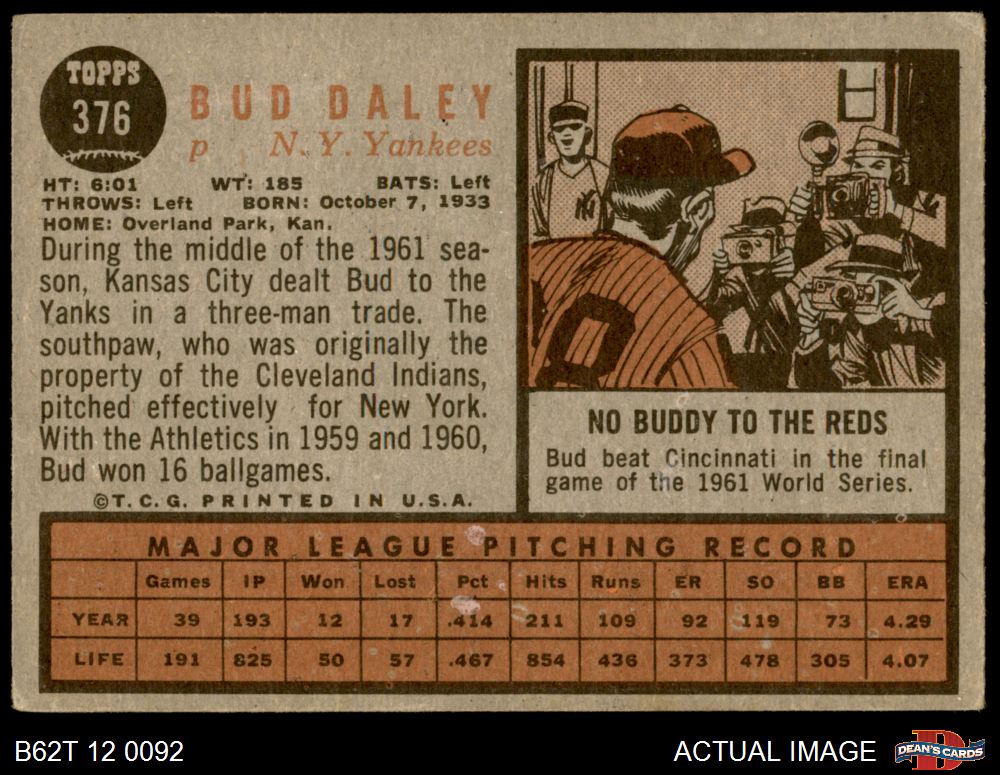 TOPPS
376
BUD DALEY
p N. Y. Yankees
HT: 6:01 WT: 185 BATS: Left
THROWS: Left BORN: October 7, 1933
HOME: Overland Park, Kan.
During the middle of the 1961 sea-
son, Kansas City dealt Bud to the
Yanks in a three-man trade. The
southpaw, who was originally the
property of the Cleveland Indians,
pitched effectively for New York.
With the Athletics in 1959 and 1960,
Bud won 16 ballgames.
©T.C.G. PRINTED IN U.S.A.
NY
NO BUDDY TO THE REDS
Bud beat Cincinnati in the final
game of the 1961 World Series.
MAJOR LEAGUE PITCHING RECORD
Games IP Won Lost Pct Hits Runs ER SO BB ERA
YEAR 39 193 12 17 .414 211 109 92 119 73 4.29
LIFE 191 825 50 57 .467 854 436 373 478 305 4.07
B62T 12 0092
ACTUAL IMAGE
D
DEAN'S CARDS